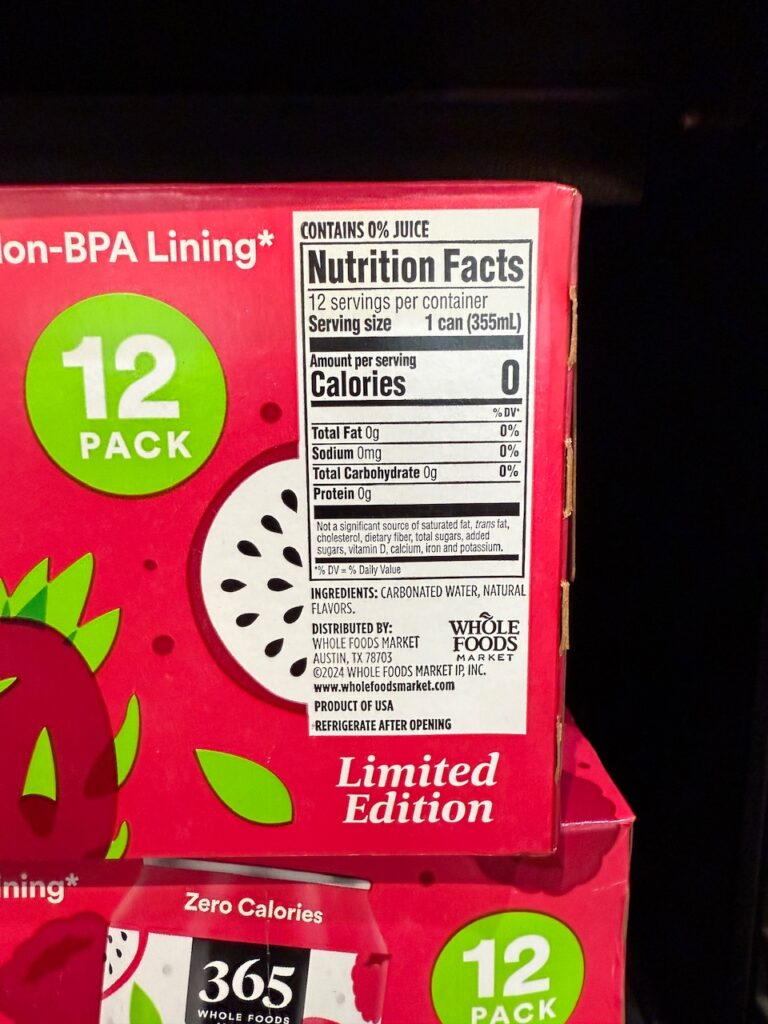 Lining*
12
PACK
CONTAINS 0% JUICE
Nutrition Facts
12 servings per container
Serving size 1 can (355mL)
Amount per serving
Calories 0
% DV*
Total Fat 0g 0%
Sodium 0mg 0%
Total Carbohydrate 0g 0%
Protein 0g
Not a significant source of saturated fat, trans fat,
cholesterol, dietary fiber, total sugars, added
sugars, vitamin D, calcium, iron and potassium.
*% DV = % Daily Value
INGREDIENTS: CARBONATED WATER, NATURAL
FLAVORS.
DISTRIBUTED BY:
WHOLE FOODS MARKET
AUSTIN, TX 78703
©2024 WHOLE FOODS MARKET IP, INC.
www.wholefoodsmarket.com
WHOLE
FOODS
MARKET
PRODUCT OF USA
REFRIGERATE AFTER OPENING
Limited
Edition
Zero Calories
365
WHOLE FOODS
12
PACK